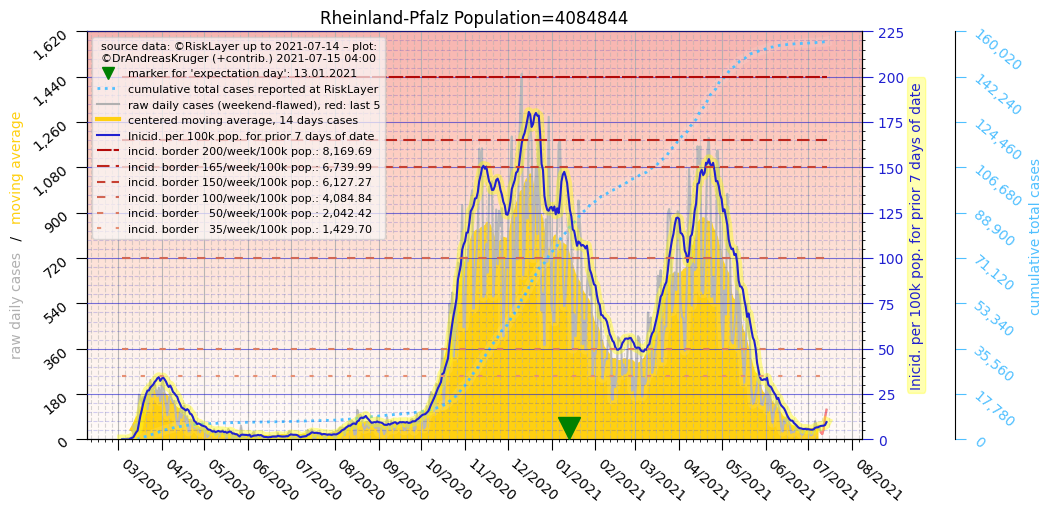 Rheinland-Pfalz Population=4084844
source data: ©RiskLayer up to 2021-07-14 – plot:
©DrAndreasKruger (+contrib.) 2021-07-15 04:00
marker for 'expectation day': 13.01.2021
cumulative total cases reported at RiskLayer
raw daily cases (weekend-flawed), red: last 5
centered moving average, 14 days cases
Inicid. per 100k pop. for prior 7 days of date
incid. border 200/week/100k pop.: 8,169.69
incid. border 165/week/100k pop.: 6,739.99
incid. border 150/week/100k pop.: 6,127.27
incid. border 100/week/100k pop.: 4,084.84
incid. border 50/week/100k pop.: 2,042.42
incid. border 35/week/100k pop.: 1,429.70
raw daily cases / moving average
1,620
1,440
1,260
1,080
900
720
540
360
180
0
03/2020
04/2020
05/2020
06/2020
07/2020
08/2020
09/2020
10/2020
11/2020
12/2020
01/2021
02/2021
03/2021
04/2021
05/2021
06/2021
07/2021
08/2021
225
200
175
150
125
100
75
50
25
0
Inicid. per 100k pop. for prior 7 days of date
160,020
142,240
124,460
106,680
88,900
71,120
53,340
35,560
17,780
0
cumulative total cases